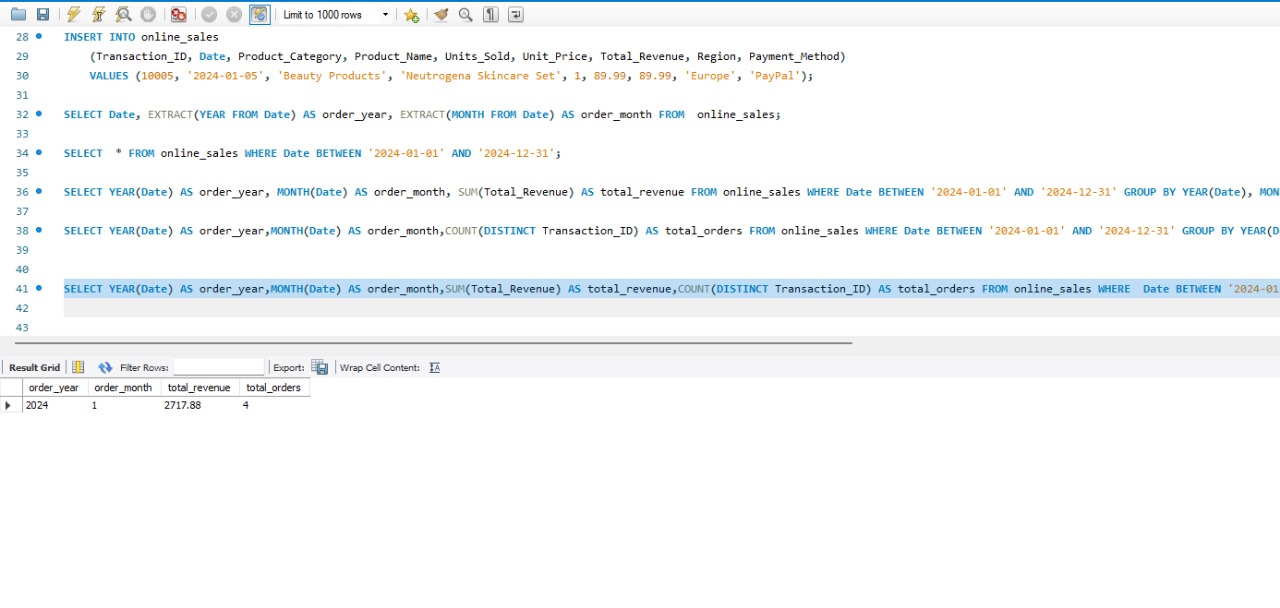 Limit to 1000 rows
28 INSERT INTO online_sales
29 (Transaction_ID, Date, Product_Category, Product_Name, Units_Sold, Unit_Price, Total_Revenue, Region, Payment_Method)
30 VALUES (10005, '2024-01-05', 'Beauty Products', 'Neutrogena Skincare Set', 1, 89.99, 89.99, 'Europe', 'PayPal');
31
32 SELECT Date, EXTRACT(YEAR FROM Date) AS order_year, EXTRACT(MONTH FROM Date) AS order_month FROM  online_sales;
33
34 SELECT  * FROM online_sales WHERE Date BETWEEN '2024-01-01' AND '2024-12-31';
35
36 SELECT YEAR(Date) AS order_year, MONTH(Date) AS order_month, SUM(Total_Revenue) AS total_revenue FROM online_sales WHERE Date BETWEEN '2024-01-01' AND '2024-12-31' GROUP BY YEAR(Date), MON
37
38 SELECT YEAR(Date) AS order_year,MONTH(Date) AS order_month,COUNT(DISTINCT Transaction_ID) AS total_orders FROM online_sales WHERE Date BETWEEN '2024-01-01' AND '2024-12-31' GROUP BY YEAR(D
39
40
41 SELECT YEAR(Date) AS order_year,MONTH(Date) AS order_month,SUM(Total_Revenue) AS total_revenue,COUNT(DISTINCT Transaction_ID) AS total_orders FROM online_sales WHERE  Date BETWEEN '2024-01
42
43
Result Grid Filter Rows: Export: Wrap Cell Content:
order_year order_month total_revenue total_orders
2024 1 2717.88 4